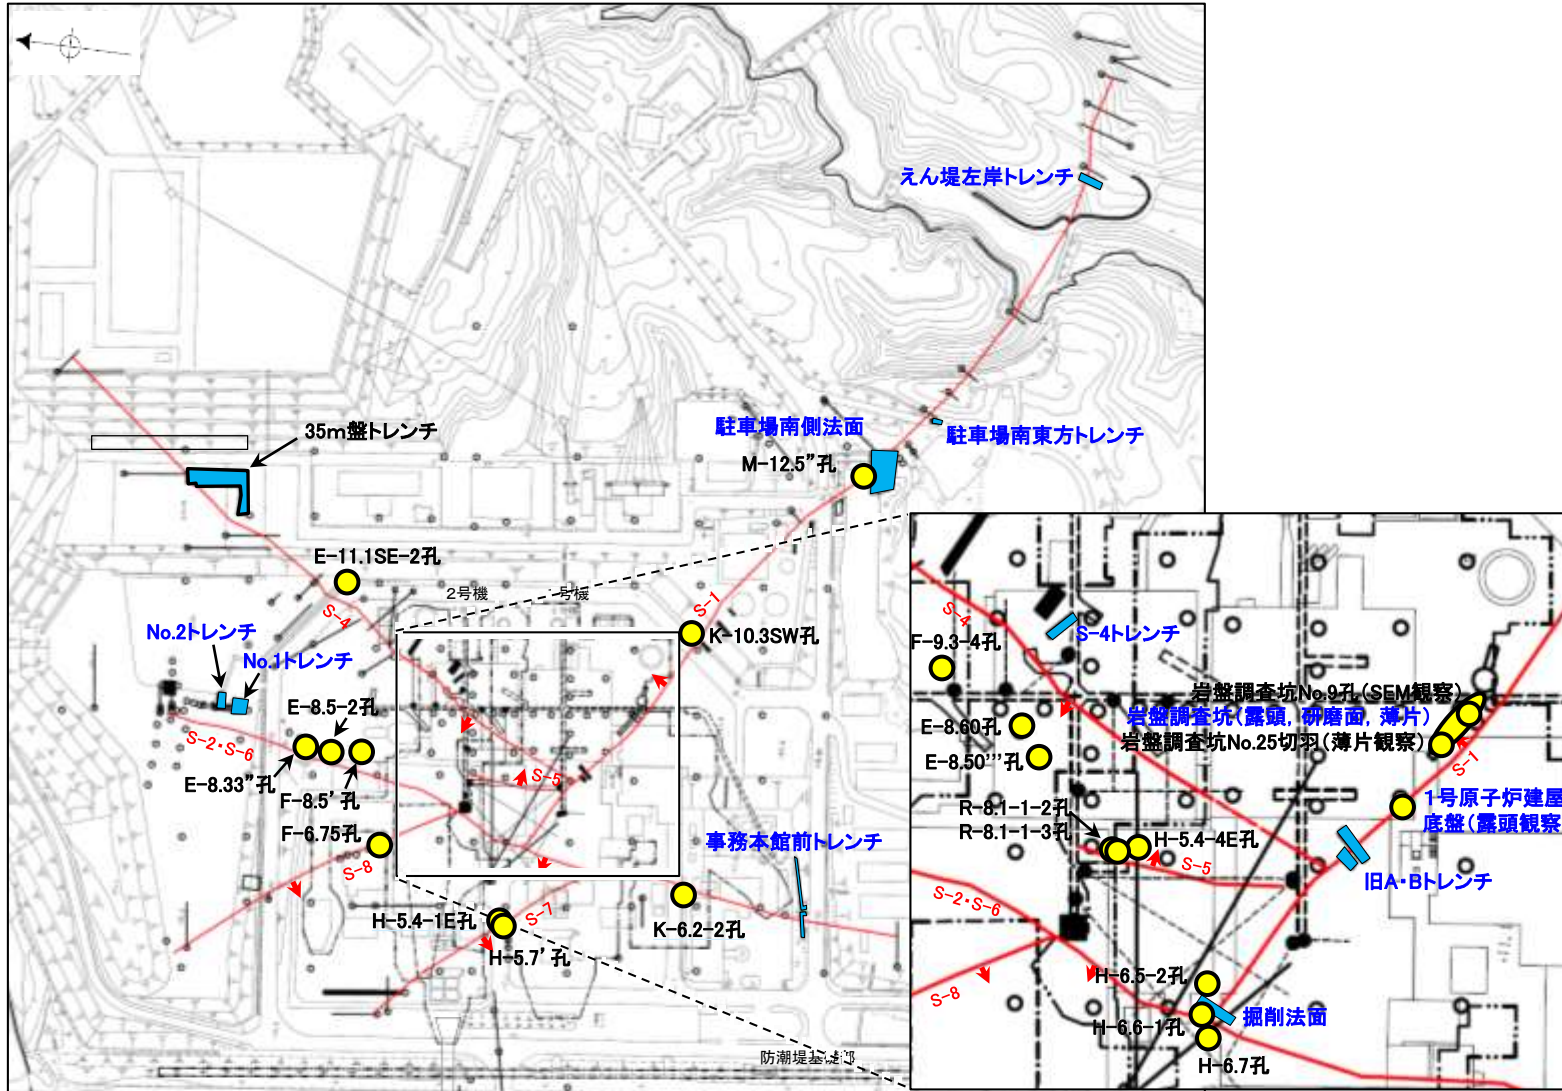 えん堤左岸トレンチ
35m盤トレンチ
駐車場南側法面
駐車場南東方トレンチ
M-12.5”孔
E-11.1SE-2孔
S-4
2号機
号機
S-1
K-10.3SW孔
No.2トレンチ
No.1トレンチ
E-8.5-2孔
S-2・S-6
E-8.33”孔
F-8.5’孔
S-5
F-6.75孔
S-8
事務本館前トレンチ
H-5.4-1E孔
S-7
K-6.2-2孔
H-5.7’孔
防潮堤基
部
S-4
S-4トレンチ
F-9.3-4孔
岩盤調査坑No.9孔(SEM観察)
岩盤調査坑(露頭, 研磨面, 薄片)
岩盤調査坑No.25切羽(薄片観察)
E-8.60孔
E-8.50’’’孔
S-1
R-8.1-1-2孔
R-8.1-1-3孔
H-5.4-4E孔
1号原子炉建屋
底盤(露頭観察
S-5
旧A・Bトレンチ
S-2・S-6
S-8
H-6.5-2孔
H-6.6-1孔
掘削法面
H-6.7孔